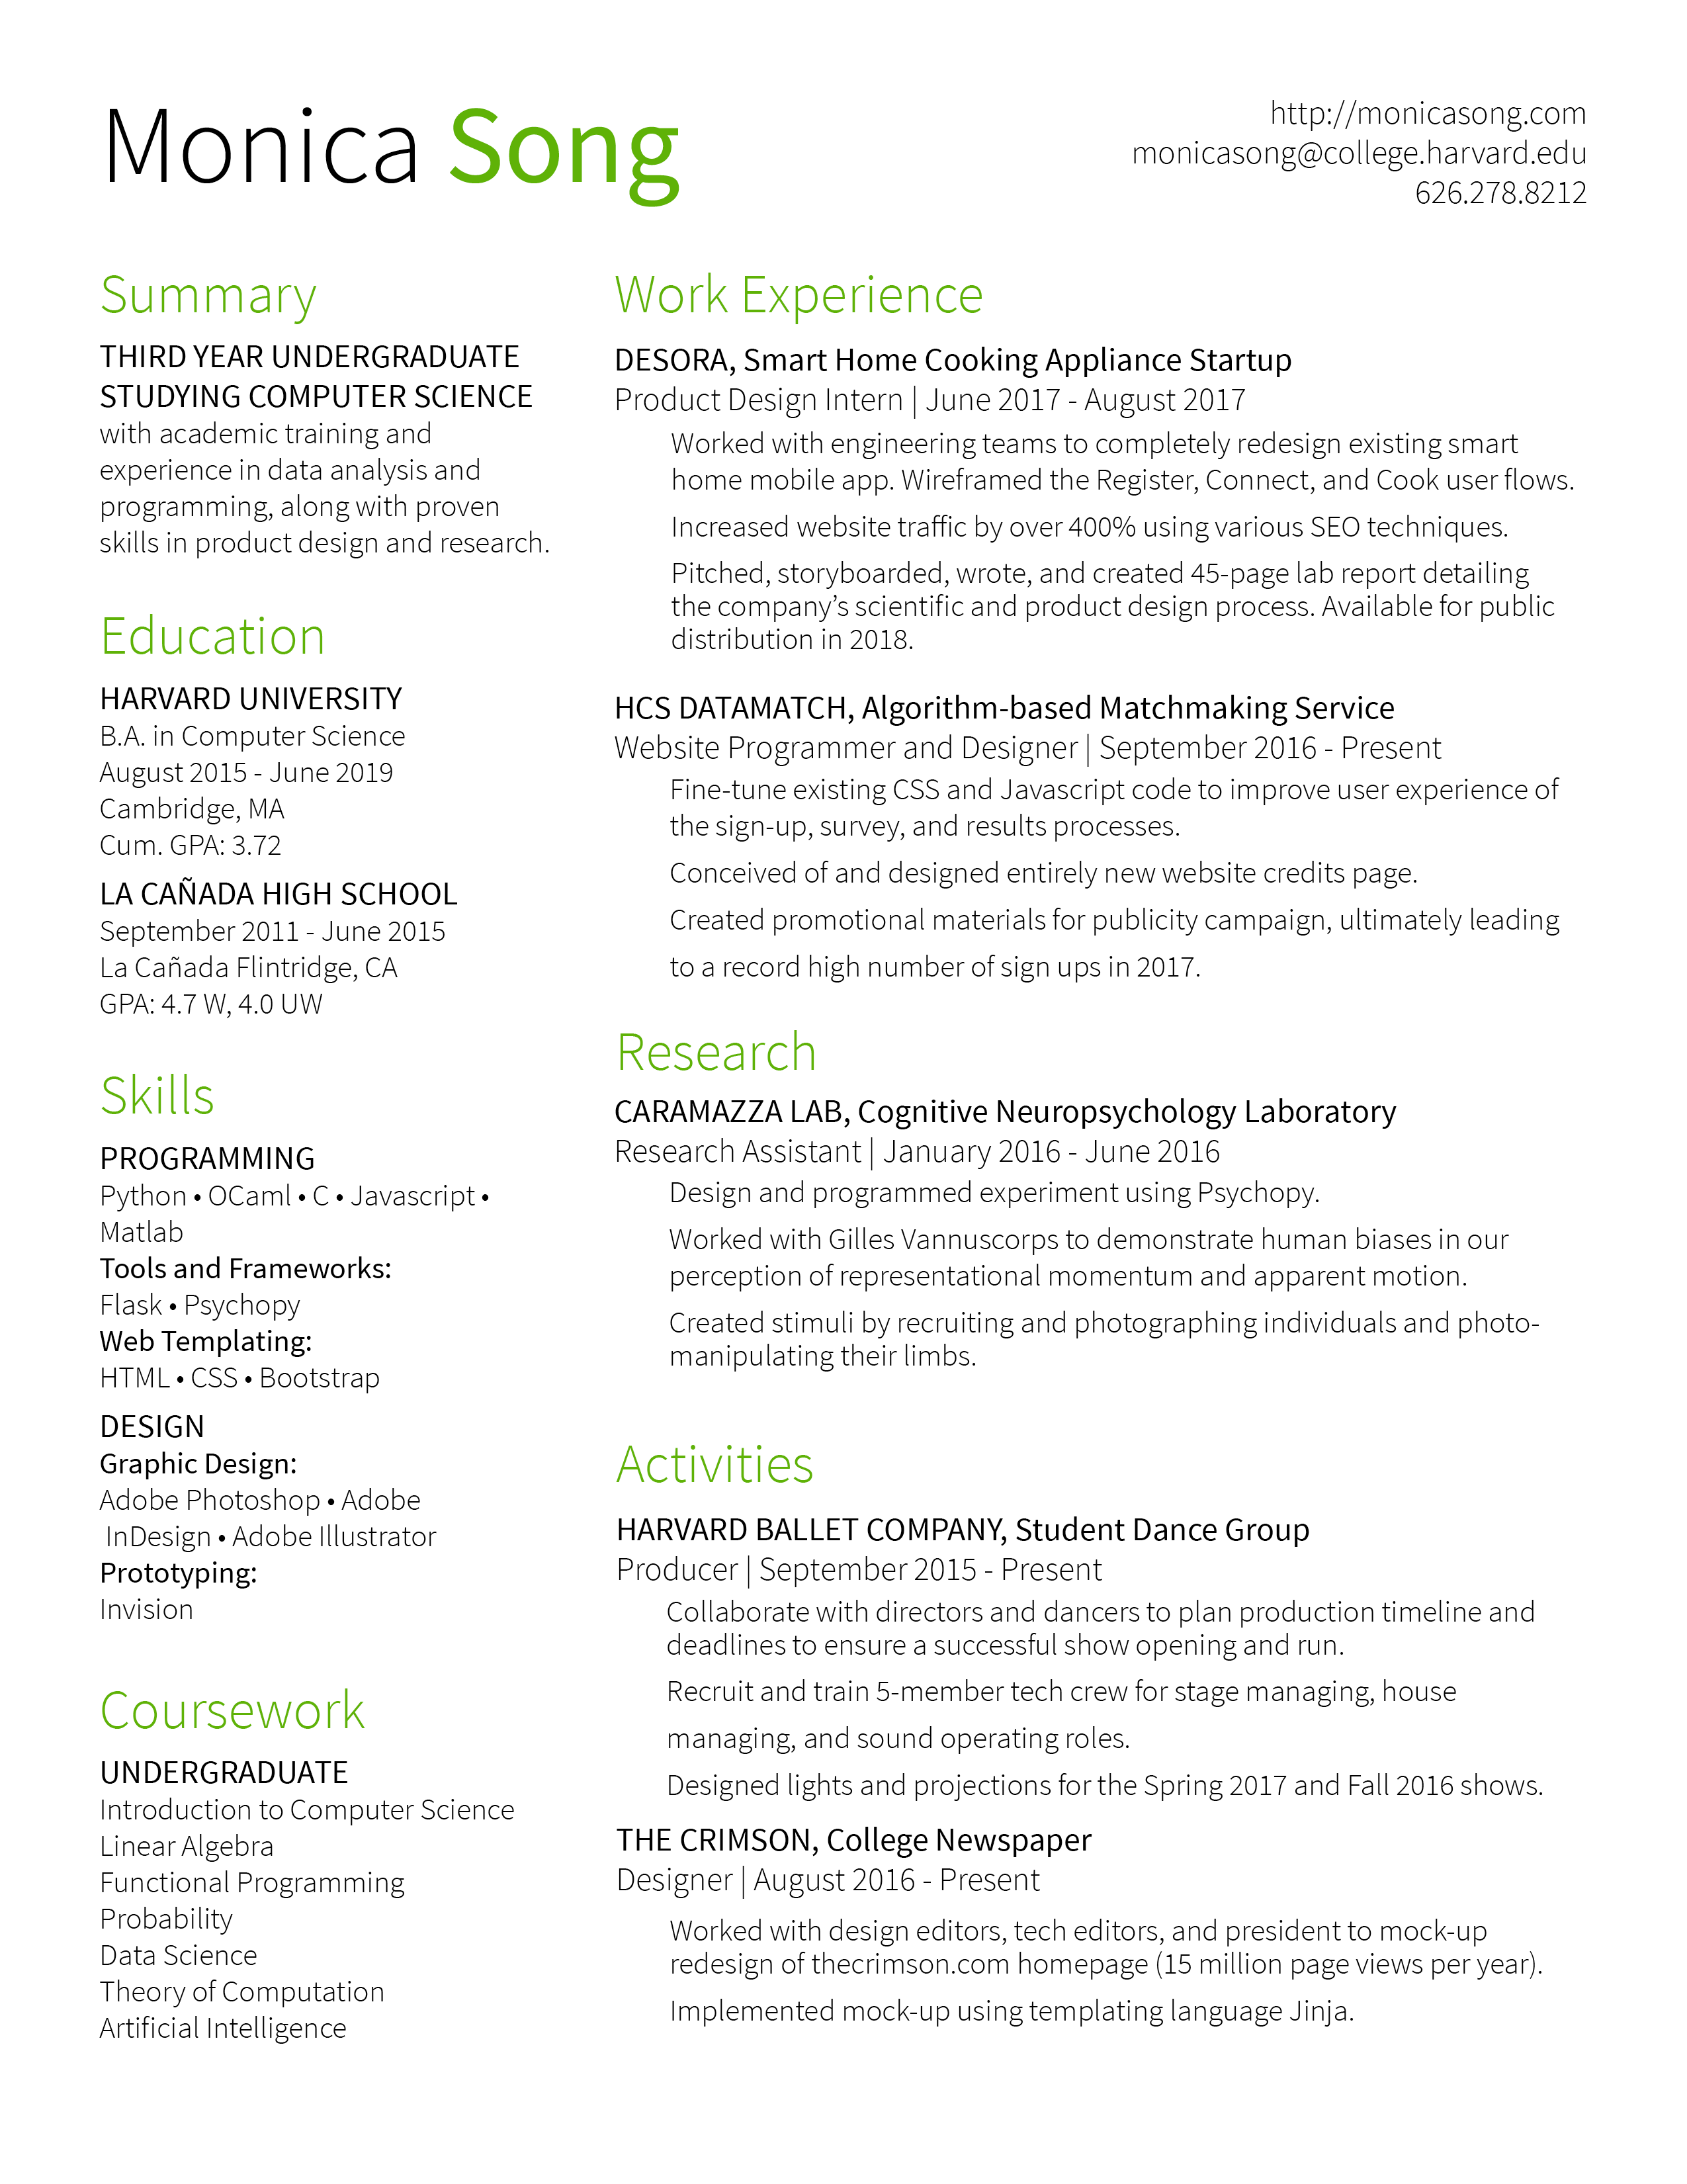 Monica Song
http://monicasong.com
monicasong@college.harvard.edu
626.278.8212
Summary
THIRD YEAR UNDERGRADUATE
STUDYING COMPUTER SCIENCE
with academic training and
experience in data analysis and
programming, along with proven
skills in product design and research.
Education
HARVARD UNIVERSITY
B.A. in Computer Science
August 2015 - June 2019
Cambridge, MA
Cum. GPA: 3.72
LA CAÑADA HIGH SCHOOL
September 2011 - June 2015
La Cañada Flintridge, CA
GPA: 4.7 W, 4.0 UW
Skills
PROGRAMMING
Python • OCaml • C • Javascript •
Matlab
Tools and Frameworks:
Flask • Psychopy
Web Templating:
HTML • CSS • Bootstrap
DESIGN
Graphic Design:
Adobe Photoshop • Adobe
InDesign • Adobe Illustrator
Prototyping:
Invision
Coursework
UNDERGRADUATE
Introduction to Computer Science
Linear Algebra
Functional Programming
Probability
Data Science
Theory of Computation
Artificial Intelligence
Work Experience
DESORA, Smart Home Cooking Appliance Startup
Product Design Intern | June 2017 - August 2017
Worked with engineering teams to completely redesign existing smart
home mobile app. Wireframed the Register, Connect, and Cook user flows.
Increased website traffic by over 400% using various SEO techniques.
Pitched, storyboarded, wrote, and created 45-page lab report detailing
the company’s scientific and product design process. Available for public
distribution in 2018.
HCS DATAMATCH, Algorithm-based Matchmaking Service
Website Programmer and Designer | September 2016 - Present
Fine-tune existing CSS and Javascript code to improve user experience of
the sign-up, survey, and results processes.
Conceived of and designed entirely new website credits page.
Created promotional materials for publicity campaign, ultimately leading
to a record high number of sign ups in 2017.
Research
CARAMAZZA LAB, Cognitive Neuropsychology Laboratory
Research Assistant | January 2016 - June 2016
Design and programmed experiment using Psychopy.
Worked with Gilles Vannuscorps to demonstrate human biases in our
perception of representational momentum and apparent motion.
Created stimuli by recruiting and photographing individuals and photo-
manipulating their limbs.
Activities
HARVARD BALLET COMPANY, Student Dance Group
Producer | September 2015 - Present
Collaborate with directors and dancers to plan production timeline and
deadlines to ensure a successful show opening and run.
Recruit and train 5-member tech crew for stage managing, house
managing, and sound operating roles.
Designed lights and projections for the Spring 2017 and Fall 2016 shows.
THE CRIMSON, College Newspaper
Designer | August 2016 - Present
Worked with design editors, tech editors, and president to mock-up
redesign of thecrimson.com homepage (15 million page views per year).
Implemented mock-up using templating language Jinja.